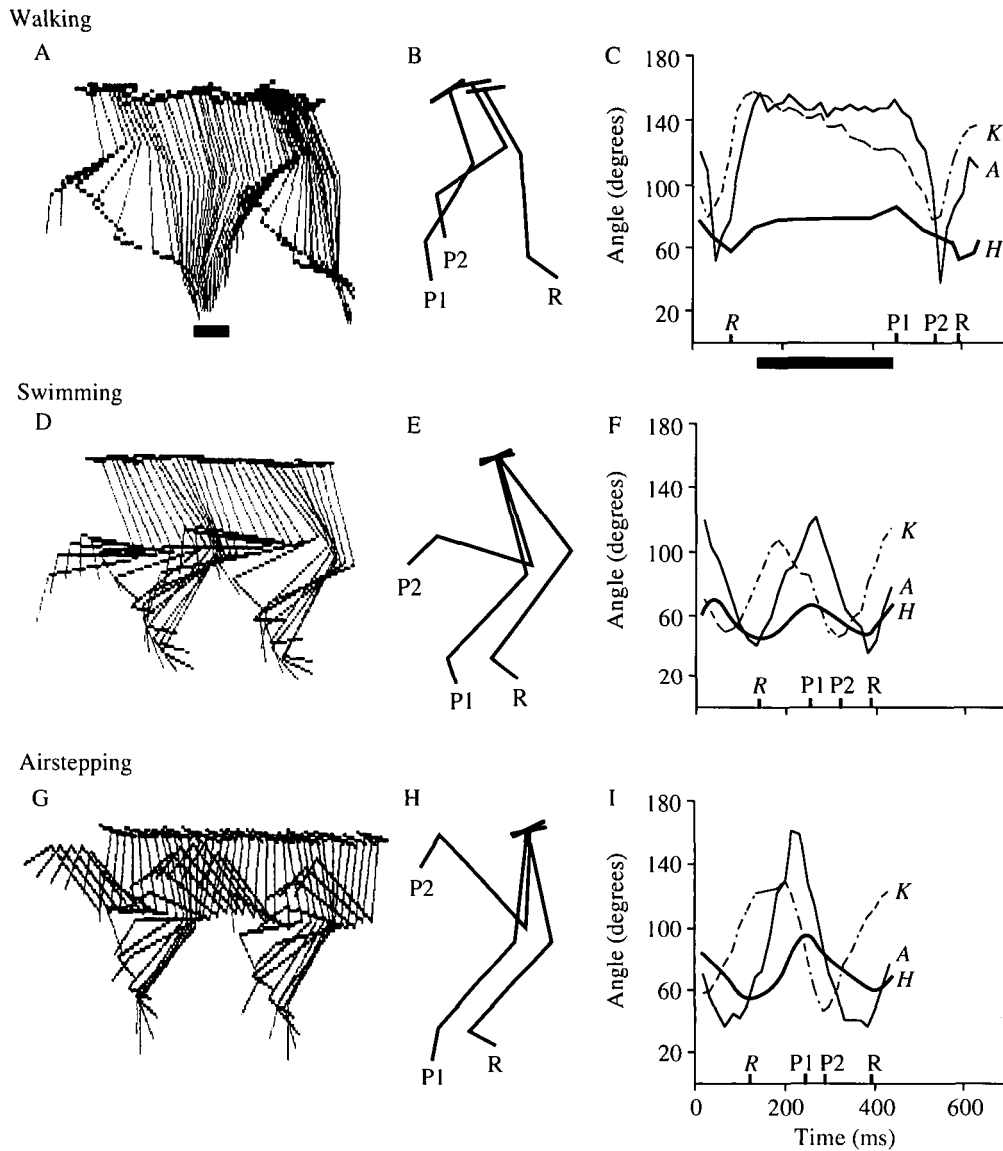 Walking
A
B
C
180
140
100
60
20
Angle (degrees)
K
A
H
P2
P1
R
R
P1
P2
R
Swimming
D
E
F
180
140
100
60
20
Angle (degrees)
K
A
H
P2
P1
R
R
P1
P2
R
Airstepping
G
H
I
180
140
100
60
20
Angle (degrees)
K
A
H
P2
P1
R
R
P1
P2
R
0
200
400
600
Time (ms)